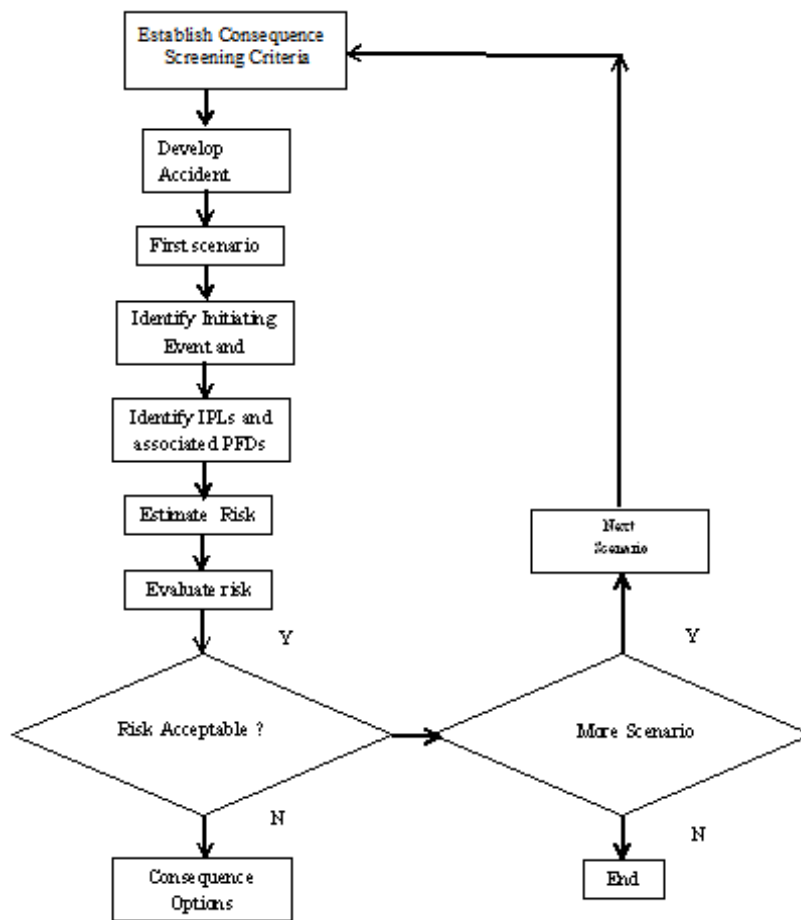 Establish Consequence
Screening Criteria
Develop
Accident
First scenario
Identify Initiating
Event and
Identify IPLs and
associated PFDs
Estimate Risk
Evaluate risk
Y
Risk Acceptable ?
N
Consequence
Options
Next
Scenario
Y
More Scenario
N
End